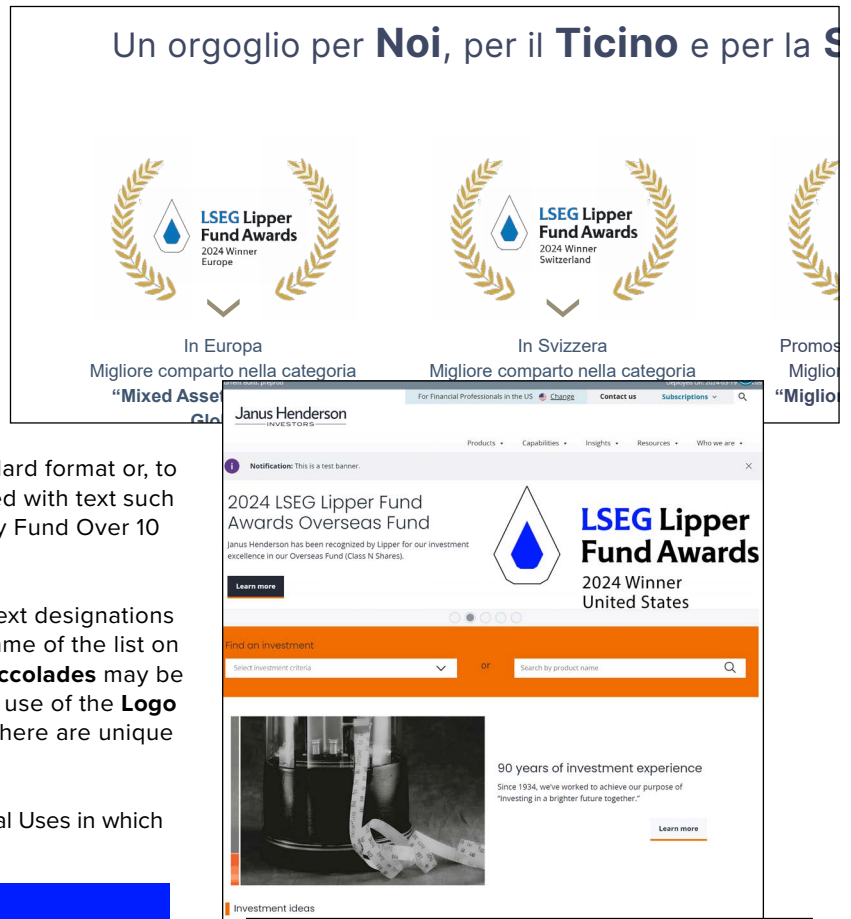 Un orgoglio per Noi, per il Ticino e per la
LSEG Lipper
Fund Awards
2024 Winner
Europe
LSEG Lipper
Fund Awards
2024 Winner
Switzerland
In Europa
Migliore comparto nella categoria
“Mixed Asset
In Svizzera
Migliore comparto nella categoria
“Miglior
For Financial Professionals in the US Change Contact us Subscriptions
Janus Henderson
INVESTORS
Products Capabilities Insights Resources Who we are
Notification: This is a test banner.
2024 LSEG Lipper Fund
Awards Overseas Fund
Janus Henderson has been recognized by Lipper for our investment
excellence in our Overseas Fund (Class N Shares).
Learn more
LSEG Lipper
Fund Awards
2024 Winner
United States
Find an investment
Select investment criteria or Search by product name
90 years of investment experience
Since 1934, we've worked to achieve our purpose of
“Investing in a brighter future together.”
Learn more
Investment ideas
format or, to
with text such
Fund Over 10
designations
of the list on
may be
use of the Logo
here are unique
Uses in which